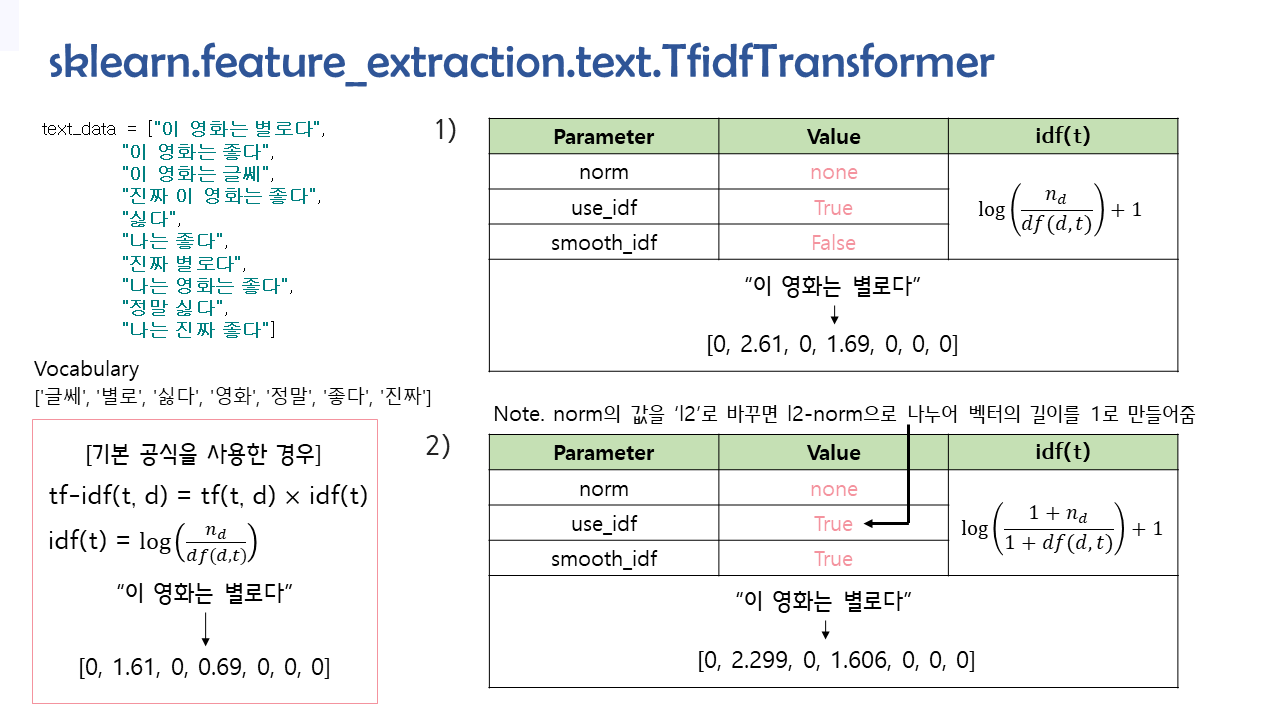 sklearn.feature_extraction.text.TfidfTransformer
text_data = ["이 영화는 별로다",
"이 영화는 좋다",
"이 영화는 글쎄",
"진짜 이 영화는 좋다",
"싫다",
"나는 좋다",
"진짜 별로다",
"나는 영화는 좋다",
"정말 싫다",
"나는 진짜 좋다"]
Vocabulary
['글쎄', '별로', '싫다', '영화', '정말', '좋다', '진짜']
[기본 공식을 사용한 경우]
tf-idf(t, d) = tf(t, d) × idf(t)
idf(t) = log(n_d / df(d,t))
“이 영화는 별로다”
[0, 1.61, 0, 0.69, 0, 0, 0]
1)
Parameter Value idf(t)
norm none
use_idf True
smooth_idf False
log(n_d / df(d,t)) + 1
“이 영화는 별로다”
[0, 2.61, 0, 1.69, 0, 0, 0]
Note. norm의 값을 ‘l2’로 바꾸면 l2-norm으로 나누어 벡터의 길이를 1로 만들어줌
2)
Parameter Value idf(t)
norm none
use_idf True
smooth_idf True
log(1 + n_d / 1 + df(d,t)) + 1
“이 영화는 별로다”
[0, 2.299, 0, 1.606, 0, 0, 0]